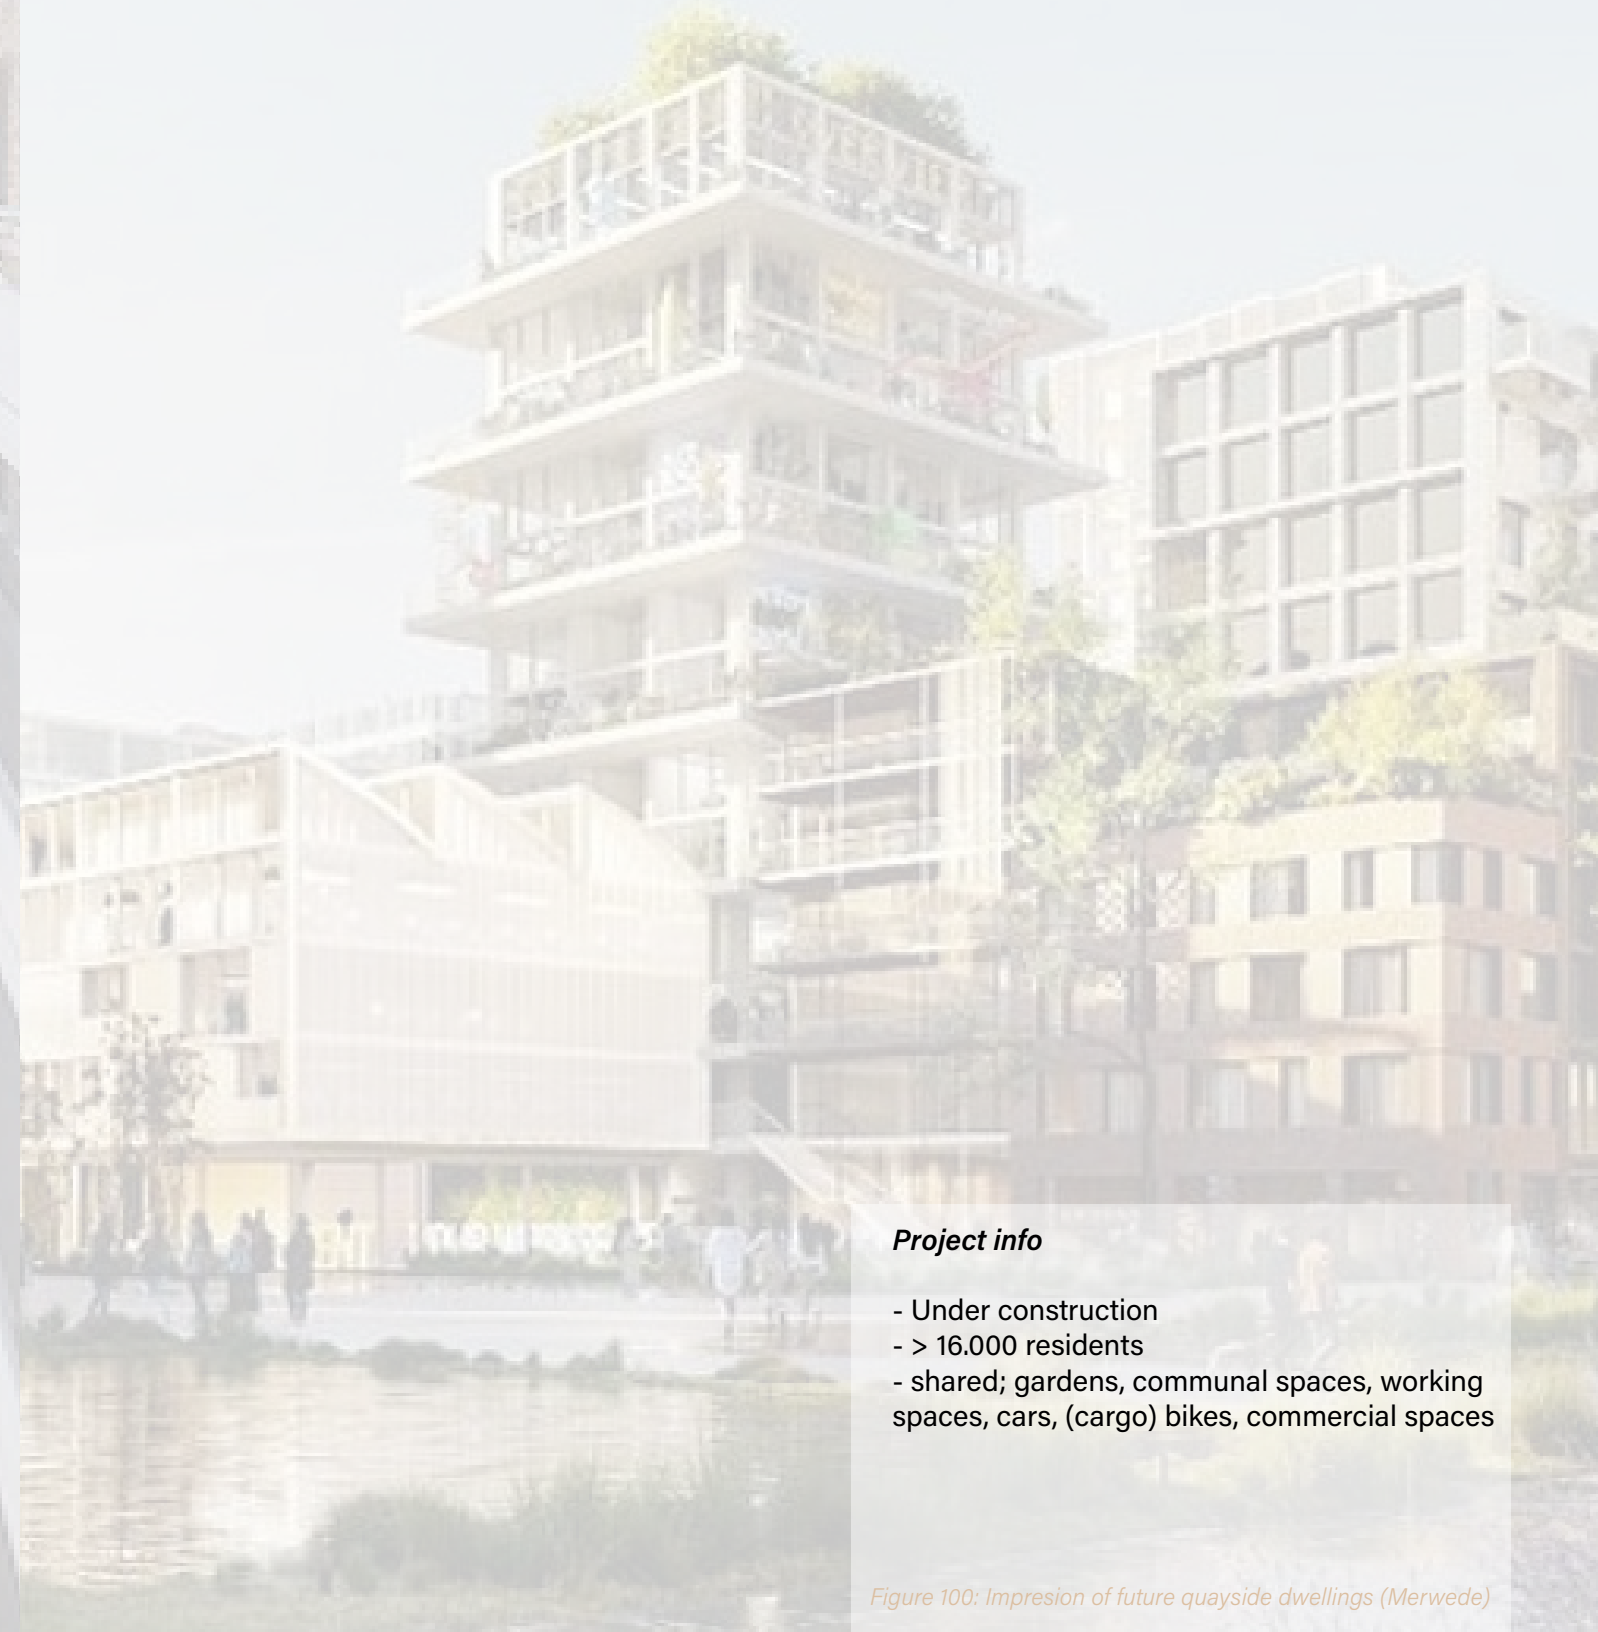 Project info
- Under construction
- > 16.000 residents
- shared; gardens, communal spaces, working
spaces, cars, (cargo) bikes, commercial spaces
Figure 100: Impresion of future quayside dwellings (Merwede)